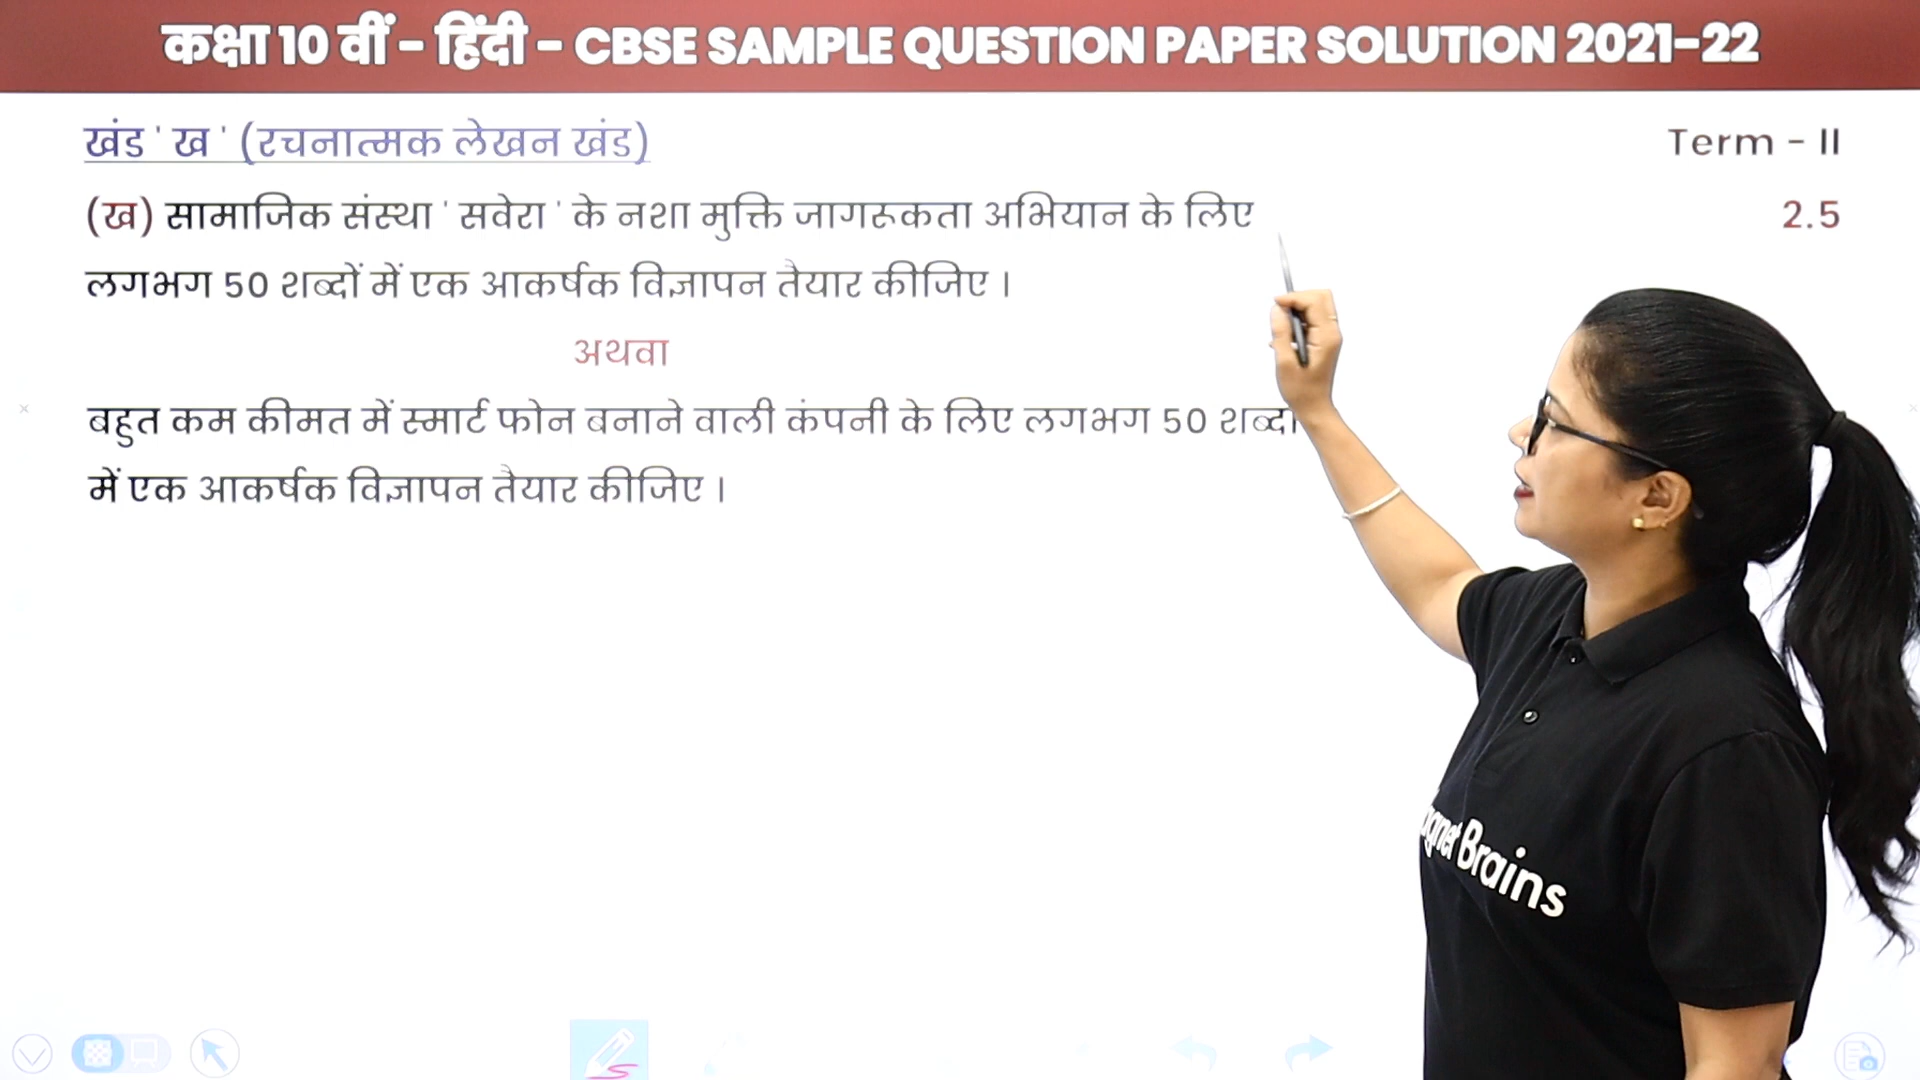 कक्षा 10 वीं - हिंदी - CBSE SAMPLE QUESTION PAPER SOLUTION 2021-22
खंड ' ख ' (रचनात्मक लेखन खंड) Term - II
(ख) सामाजिक संस्था ' सवेरा ' के नशा मुक्ति जागरूकता अभियान के लिए 2.5
लगभग 50 शब्दों में एक आकर्षक विज्ञापन तैयार कीजिए ।
अथवा
बहुत कम कीमत में स्मार्ट फोन बनाने वाली कंपनी के लिए लगभग 50
में एक आकर्षक विज्ञापन तैयार कीजिए ।
Brains